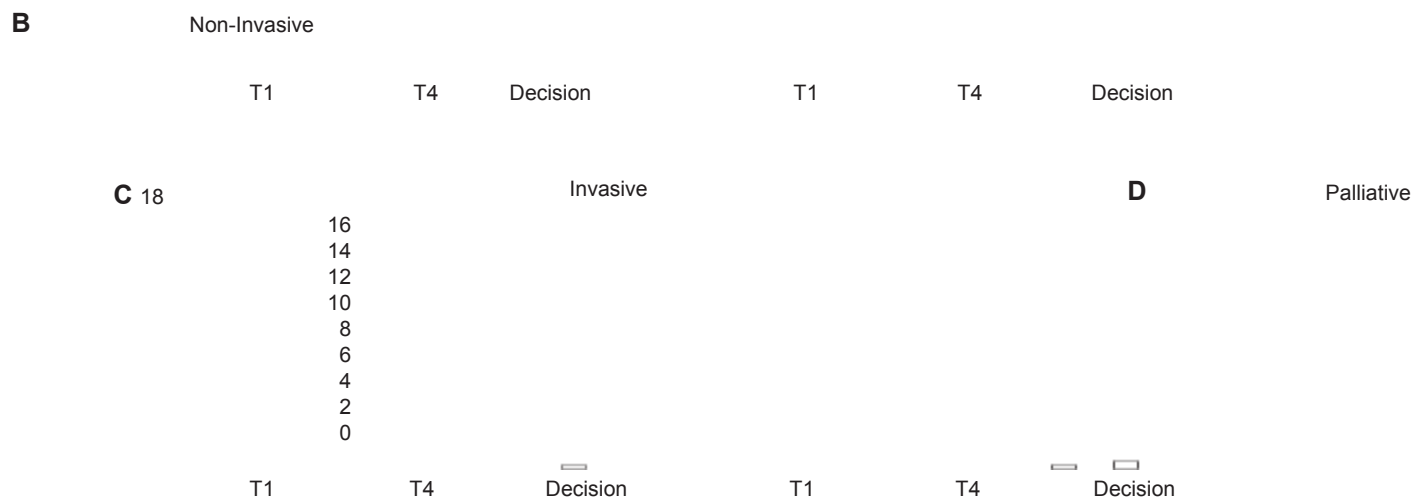 B Non-Invasive
T1 T4 Decision T1 T4 Decision
C 18 Invasive D Palliative
16
14
12
10
8
6
4
2
0
T1 T4 Decision T1 T4 Decision